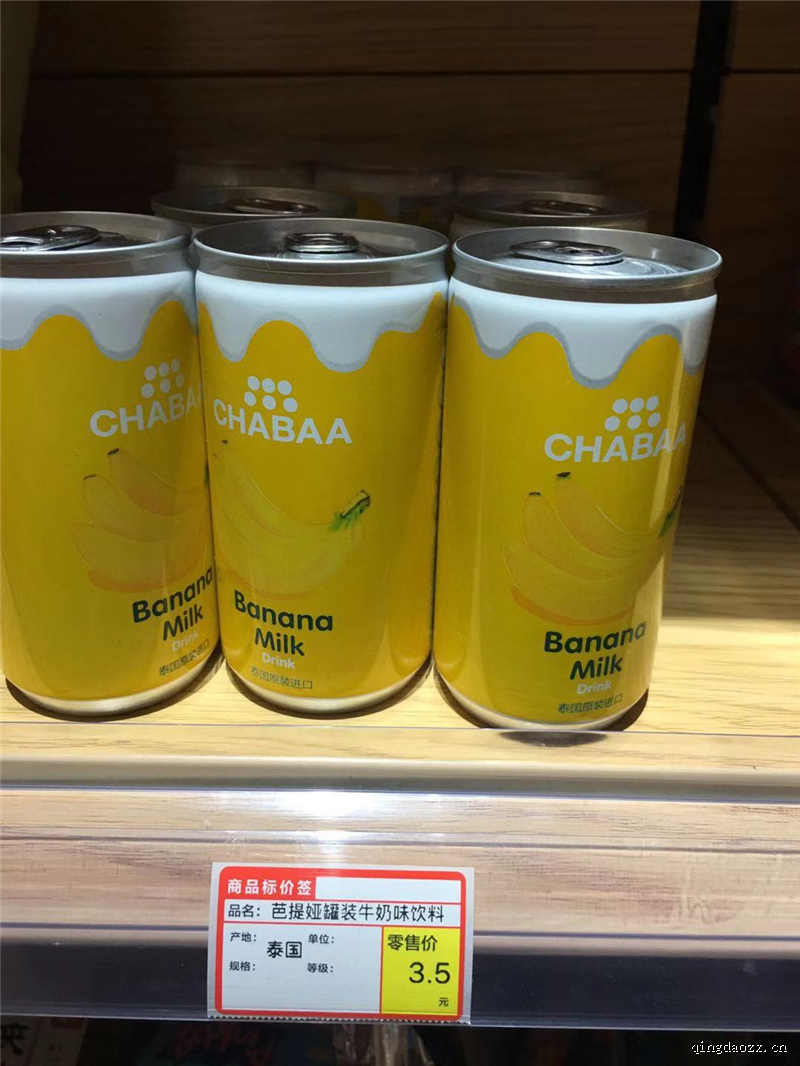 CHABAA
Banana
Milk
Drink
泰国原装进口
CHABAA
Banana
Milk
Drink
泰国原装进口
CHABAA
Banana
Milk
Drink
泰国原装进口
商品标价签
品名: 芭提娅罐装牛奶味饮料
产地: 泰国 单位:
规格: 等级:
零售价
3.5
元
qingdaozz.cn